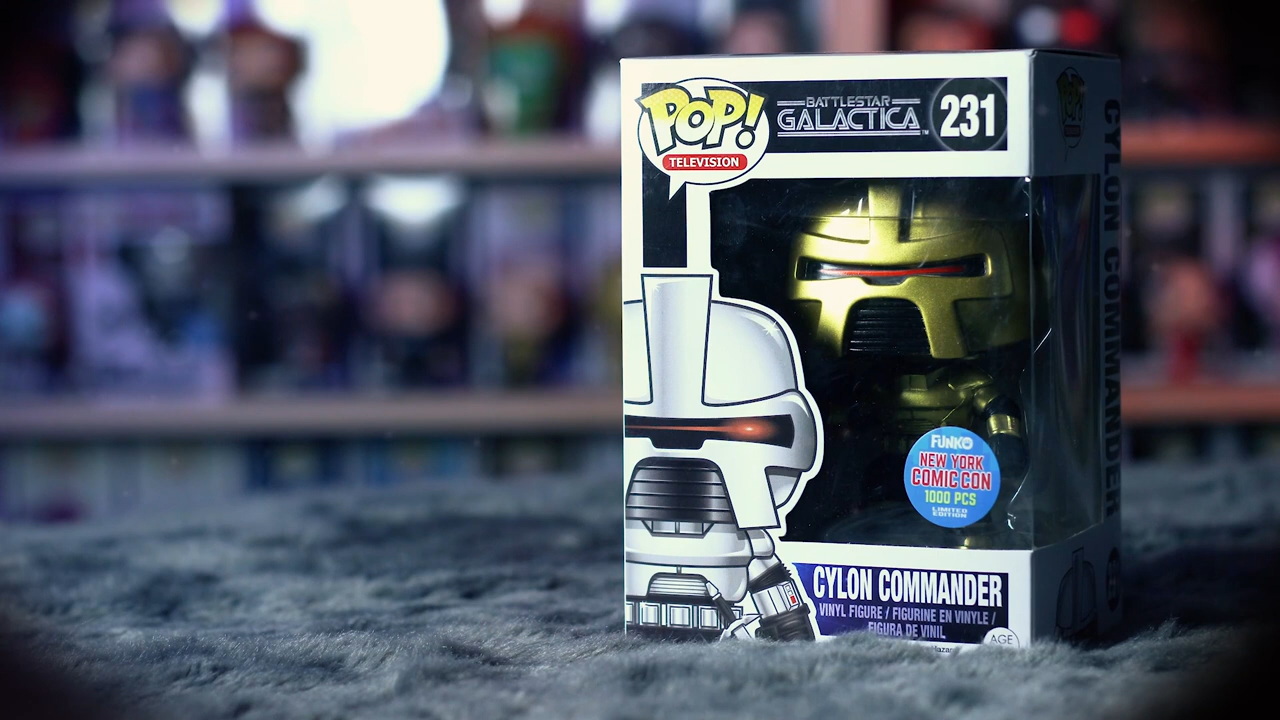 POP!
TELEVISION
BATTLESTAR
GALACTICA™
231
FUNKO
NEW YORK
COMIC CON
1000 PCS
LIMITED
EDITION
CYLON COMMANDER
VINYL FIGURE / FIGURINE EN VINYLE /
FIGURA DE VINIL
AGE
CYLON COMMANDER